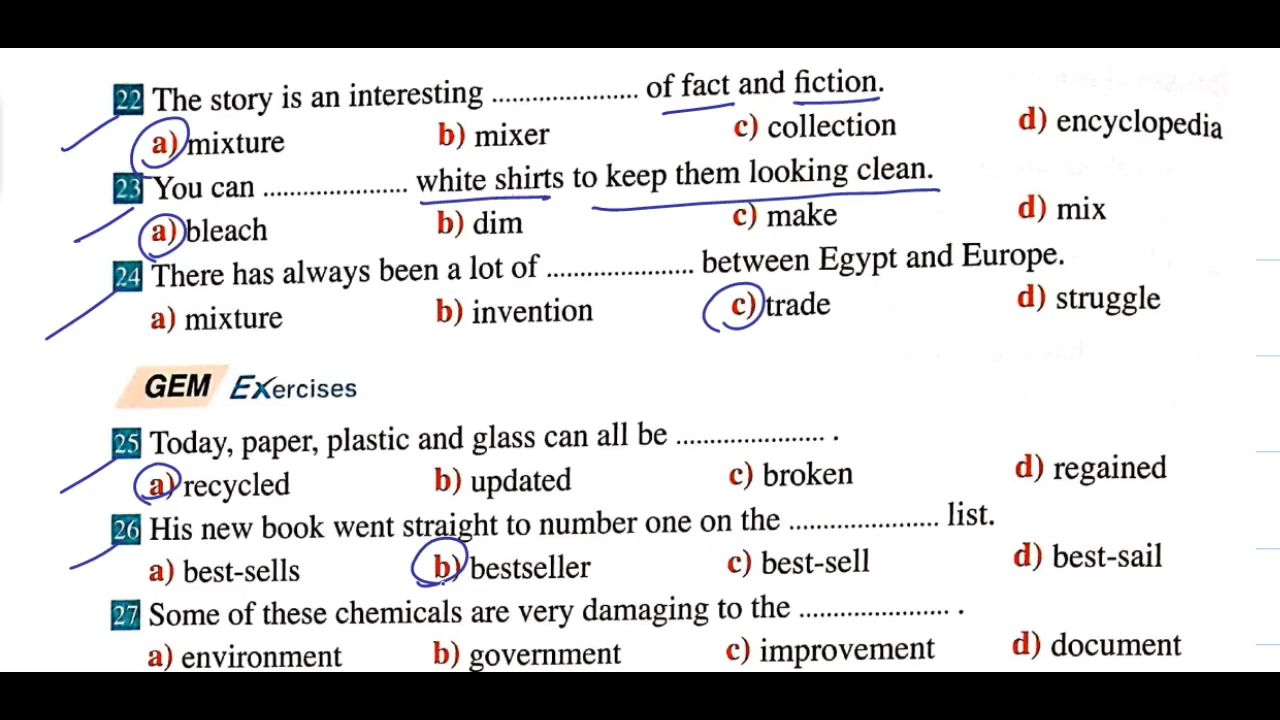 22 The story is an interesting ..................... of fact and fiction.
a) mixture b) mixer c) collection d) encyclopedia
23 You can ..................... white shirts to keep them looking clean.
a) bleach b) dim c) make d) mix
24 There has always been a lot of ..................... between Egypt and Europe.
a) mixture b) invention c) trade d) struggle
GEM Exercises
25 Today, paper, plastic and glass can all be ..................... .
a) recycled b) updated c) broken d) regained
26 His new book went straight to number one on the ..................... list.
a) best-sells b) bestseller c) best-sell d) best-sail
27 Some of these chemicals are very damaging to the ..................... .
a) environment b) government c) improvement d) document